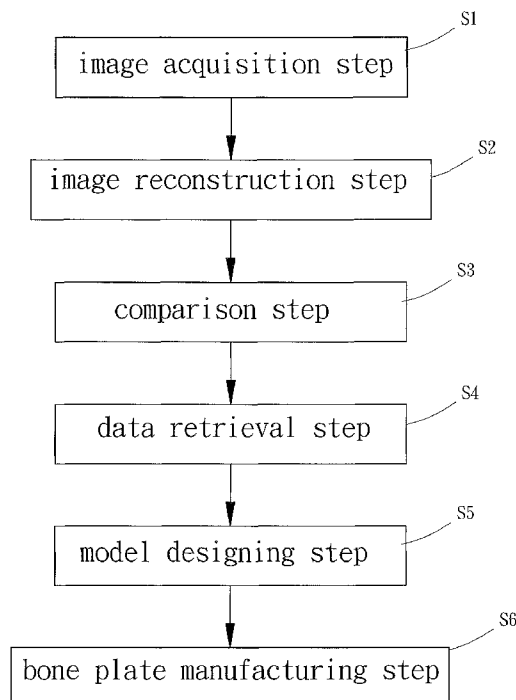 S1
image acquisition step
S2
image reconstruction step
S3
comparison step
S4
data retrieval step
S5
model designing step
S6
bone plate manufacturing step